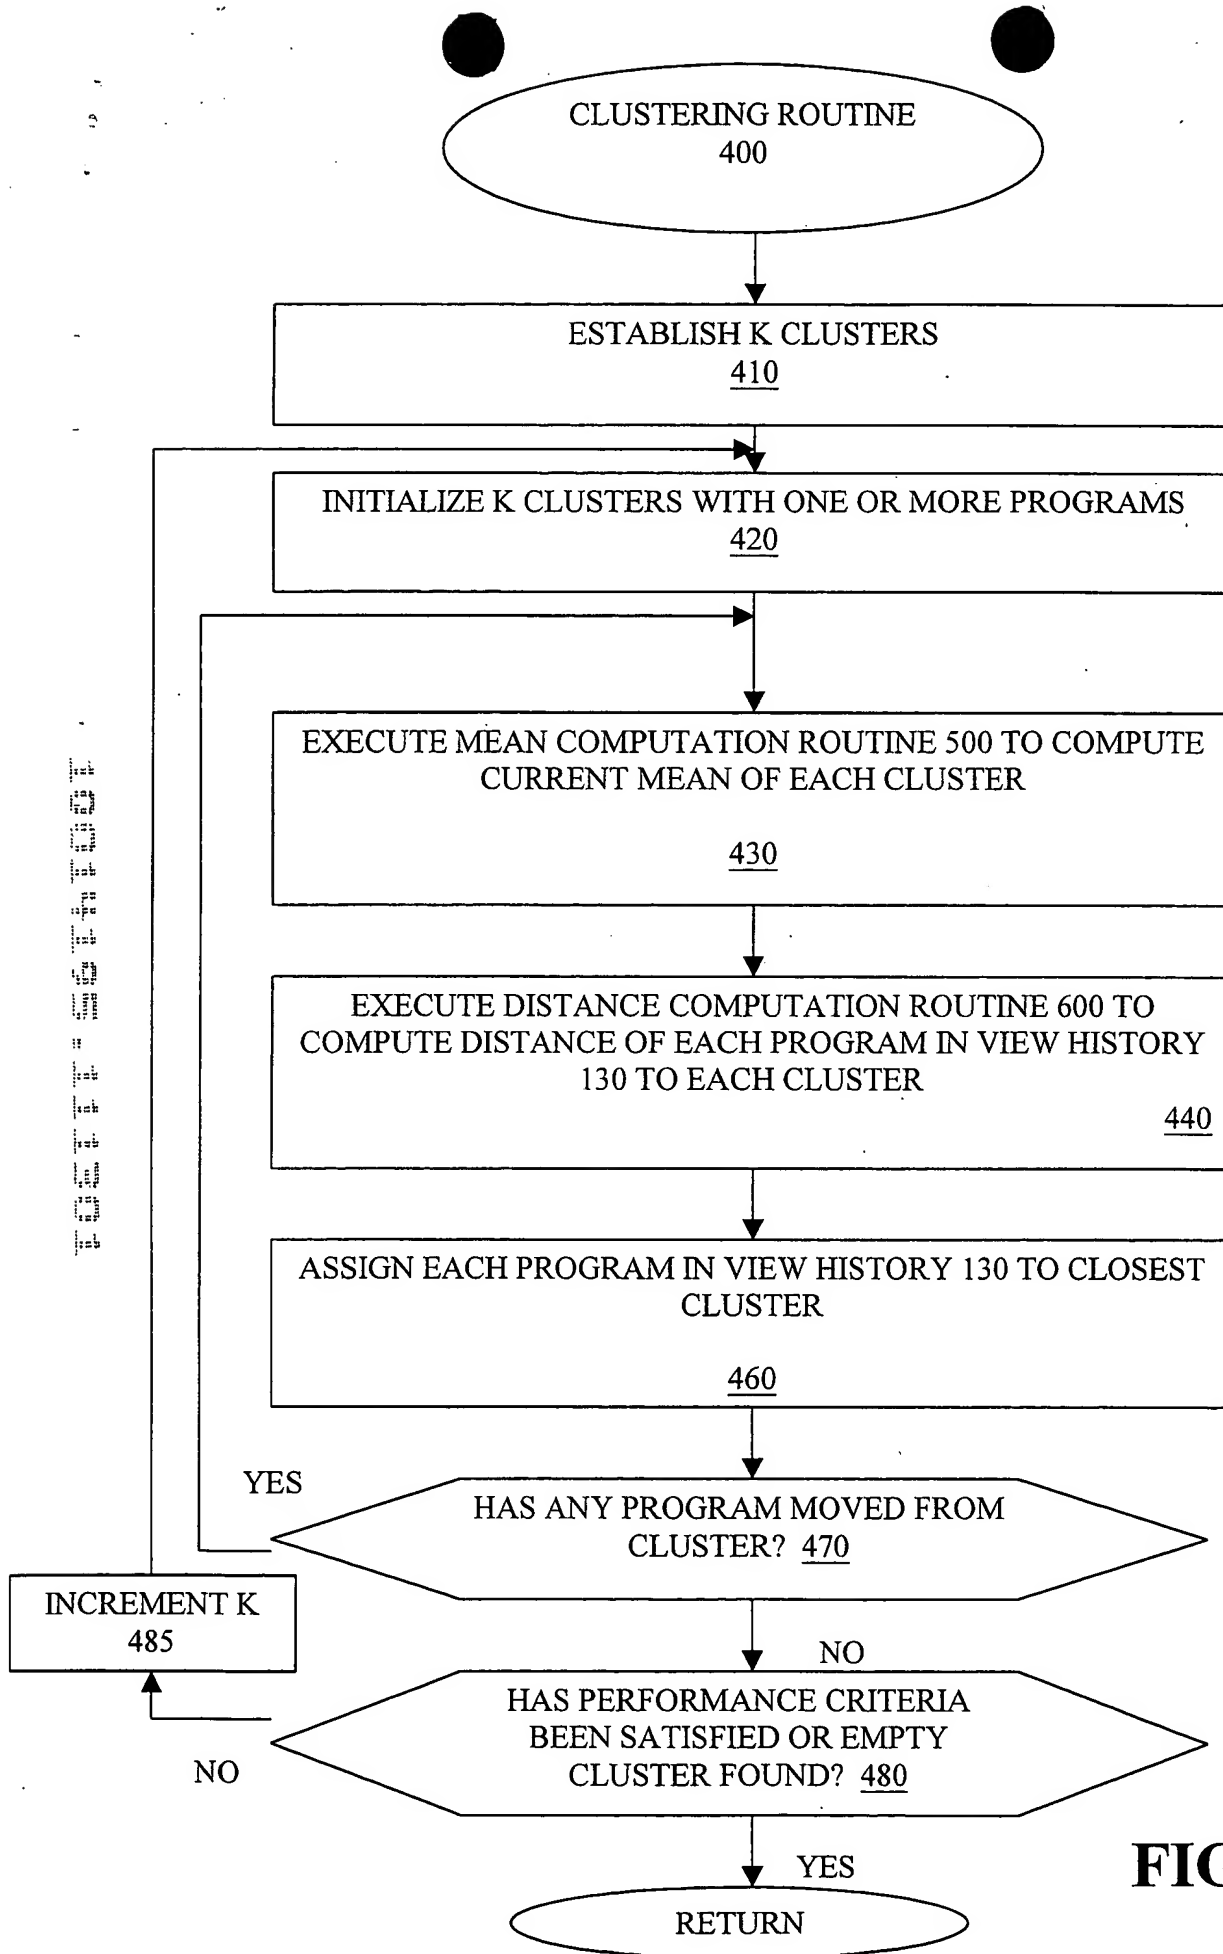 CLUSTERING ROUTINE
400
ESTABLISH K CLUSTERS
410
INITIALIZE K CLUSTERS WITH ONE OR MORE PROGRAMS
420
EXECUTE MEAN COMPUTATION ROUTINE 500 TO COMPUTE
CURRENT MEAN OF EACH CLUSTER
430
EXECUTE DISTANCE COMPUTATION ROUTINE 600 TO
COMPUTE DISTANCE OF EACH PROGRAM IN VIEW HISTORY
130 TO EACH CLUSTER
440
ASSIGN EACH PROGRAM IN VIEW HISTORY 130 TO CLOSEST
CLUSTER
460
YES
HAS ANY PROGRAM MOVED FROM
CLUSTER? 470
INCREMENT K
485
NO
HAS PERFORMANCE CRITERIA
BEEN SATISFIED OR EMPTY
CLUSTER FOUND? 480
NO
YES
FIG
RETURN